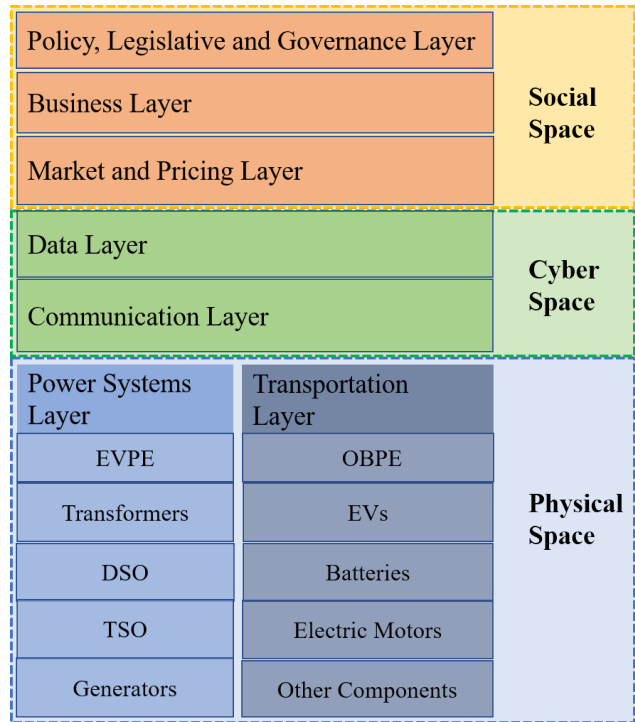 Policy, Legislative and Governance Layer
Business Layer
Market and Pricing Layer
Social
Space
Data Layer
Communication Layer
Cyber
Space
Power Systems
Layer
EVPE
Transformers
DSO
TSO
Generators
Transportation
Layer
OBPE
EVs
Batteries
Electric Motors
Other Components
Physical
Space